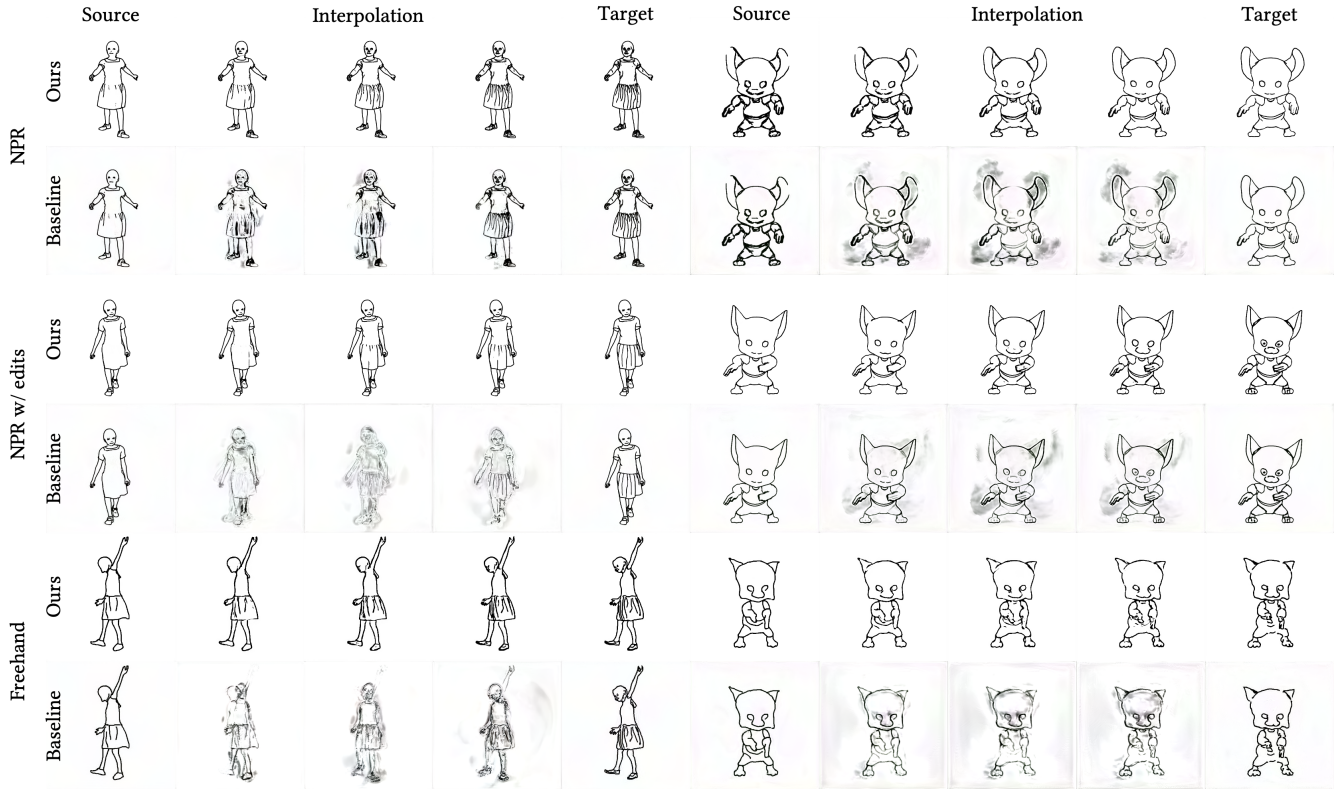 Source Interpolation Target Source Interpolation Target
NPR
Ours
Baseline
NPR w/ edits
Ours
Baseline
Freehand
Ours
Baseline